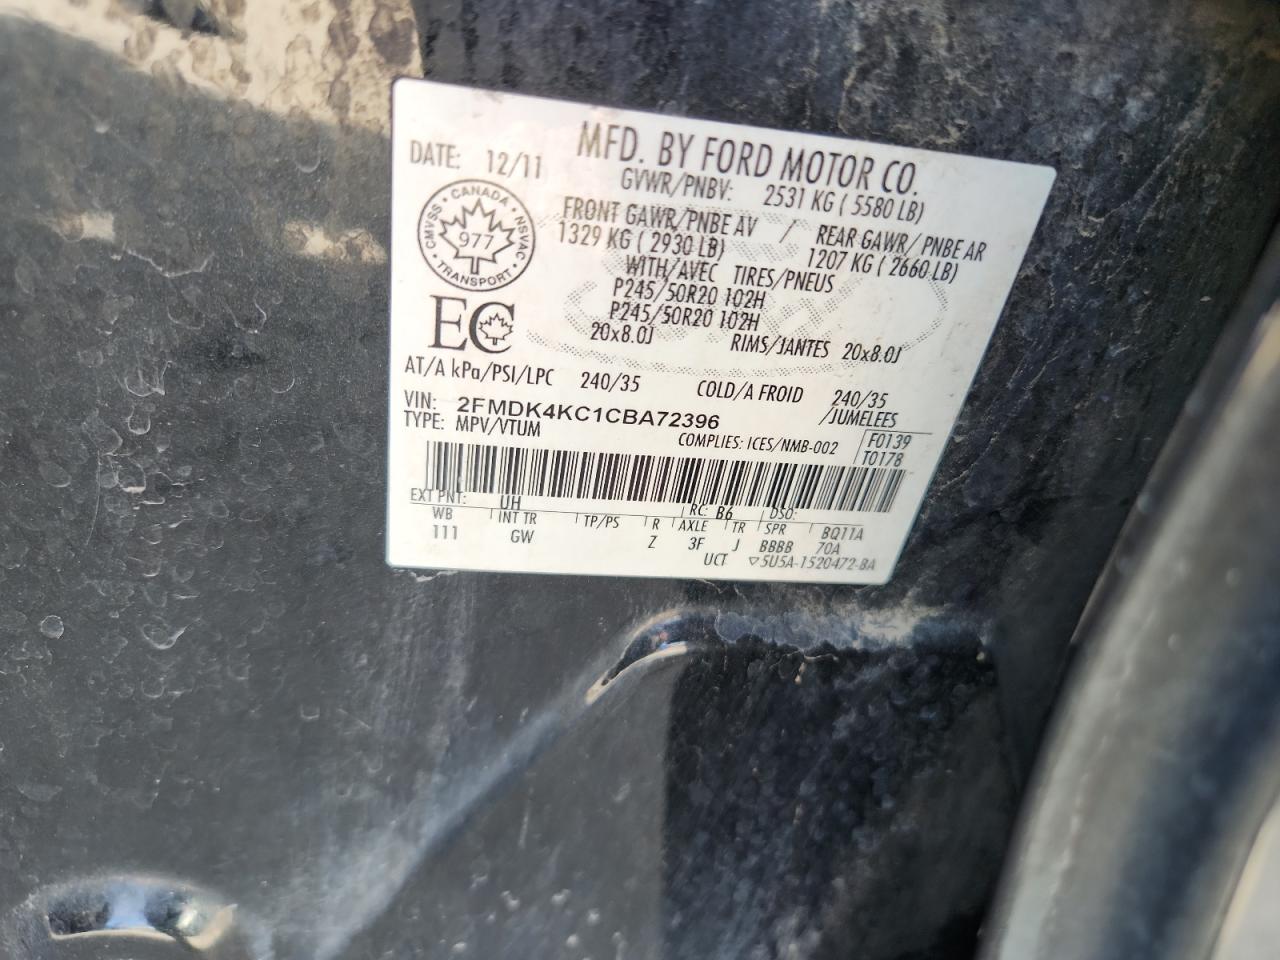 MFD. BY FORD MOTOR CO.
DATE: 12/11
GVWR/PNBV: 2531 KG ( 5580 LB)
FRONT GAWR/PNBE AV / REAR GAWR/PNBE AR
1329 KG ( 2930 LB) 1207 KG ( 2660 LB)
WITH/AVEC TIRES/PNEUS
P245/50R20 102H
P245/50R20 102H
20x8.0J RIMS/JANTES 20x8.0J
CMVSS • CANADA • NSVAC
977
TRANSPORT
EC
AT/A kPa/PSI/LPC 240/35 COLD/A FROID 240/35
VIN: 2FMDK4KC1CBA72396 /JUMELEES
TYPE: MPV/VTUM COMPLIES: ICES/NMB-002 F0139
T0178
EXT PNT: UH RC: B6 DSO:
WB INT TR TP/PS R AXLE TR SPR BQ11A
111 GW Z 3F J BBBB 70A
UCT ▽5U5A-1520472-BA